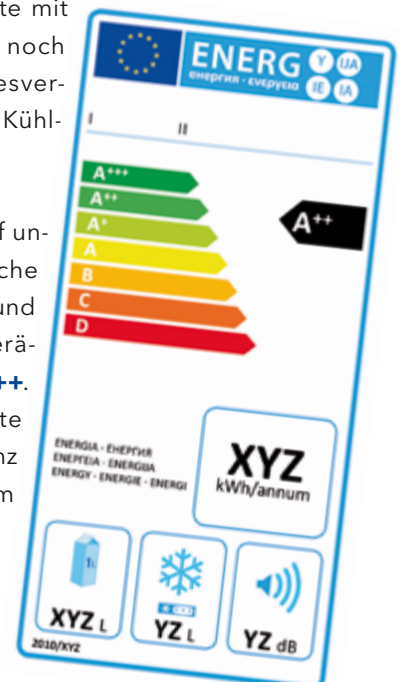 te mit
noch
esver-
Kühl-
f un-
che
und
erä-
++.
te
nz
m
ENERG
енергия · ενεργεια
Y
IJA
IE
IA
I
II
A+++
A++
A+
A
B
C
D
A++
ENERGIA · ЕНЕРГИЯ
ΕΝΕΡΓΕΙΑ · ENERGIJA
ENERGY · ENERGIE · ENERGI
XYZ
kWh/annum
1L
XYZ L
YZ L
YZ dB
2010/XYZ